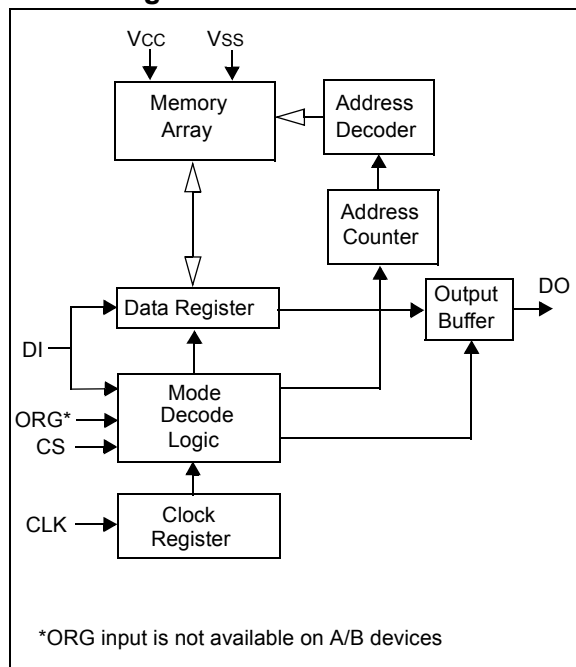 VCC VSS
Memory
Array
Address
Decoder
Address
Counter
Data Register
Output
Buffer
DO
DI
Mode
Decode
Logic
ORG*
CS
CLK
Clock
Register
*ORG input is not available on A/B devices